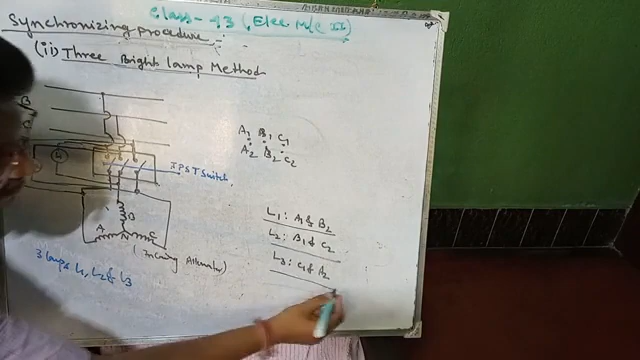 Class-43 (Elec M/C II)
Synchronizing procedure
(ii) Three Bright lamp Method
B
A1 B1 C1
A2 B2 C2
TPST Switch
L1: A1 & B2
L2: B1 & C2
L3: C1 & A2
A B C
(Incoming Alternator)
3 lamps L1, L2 & L3